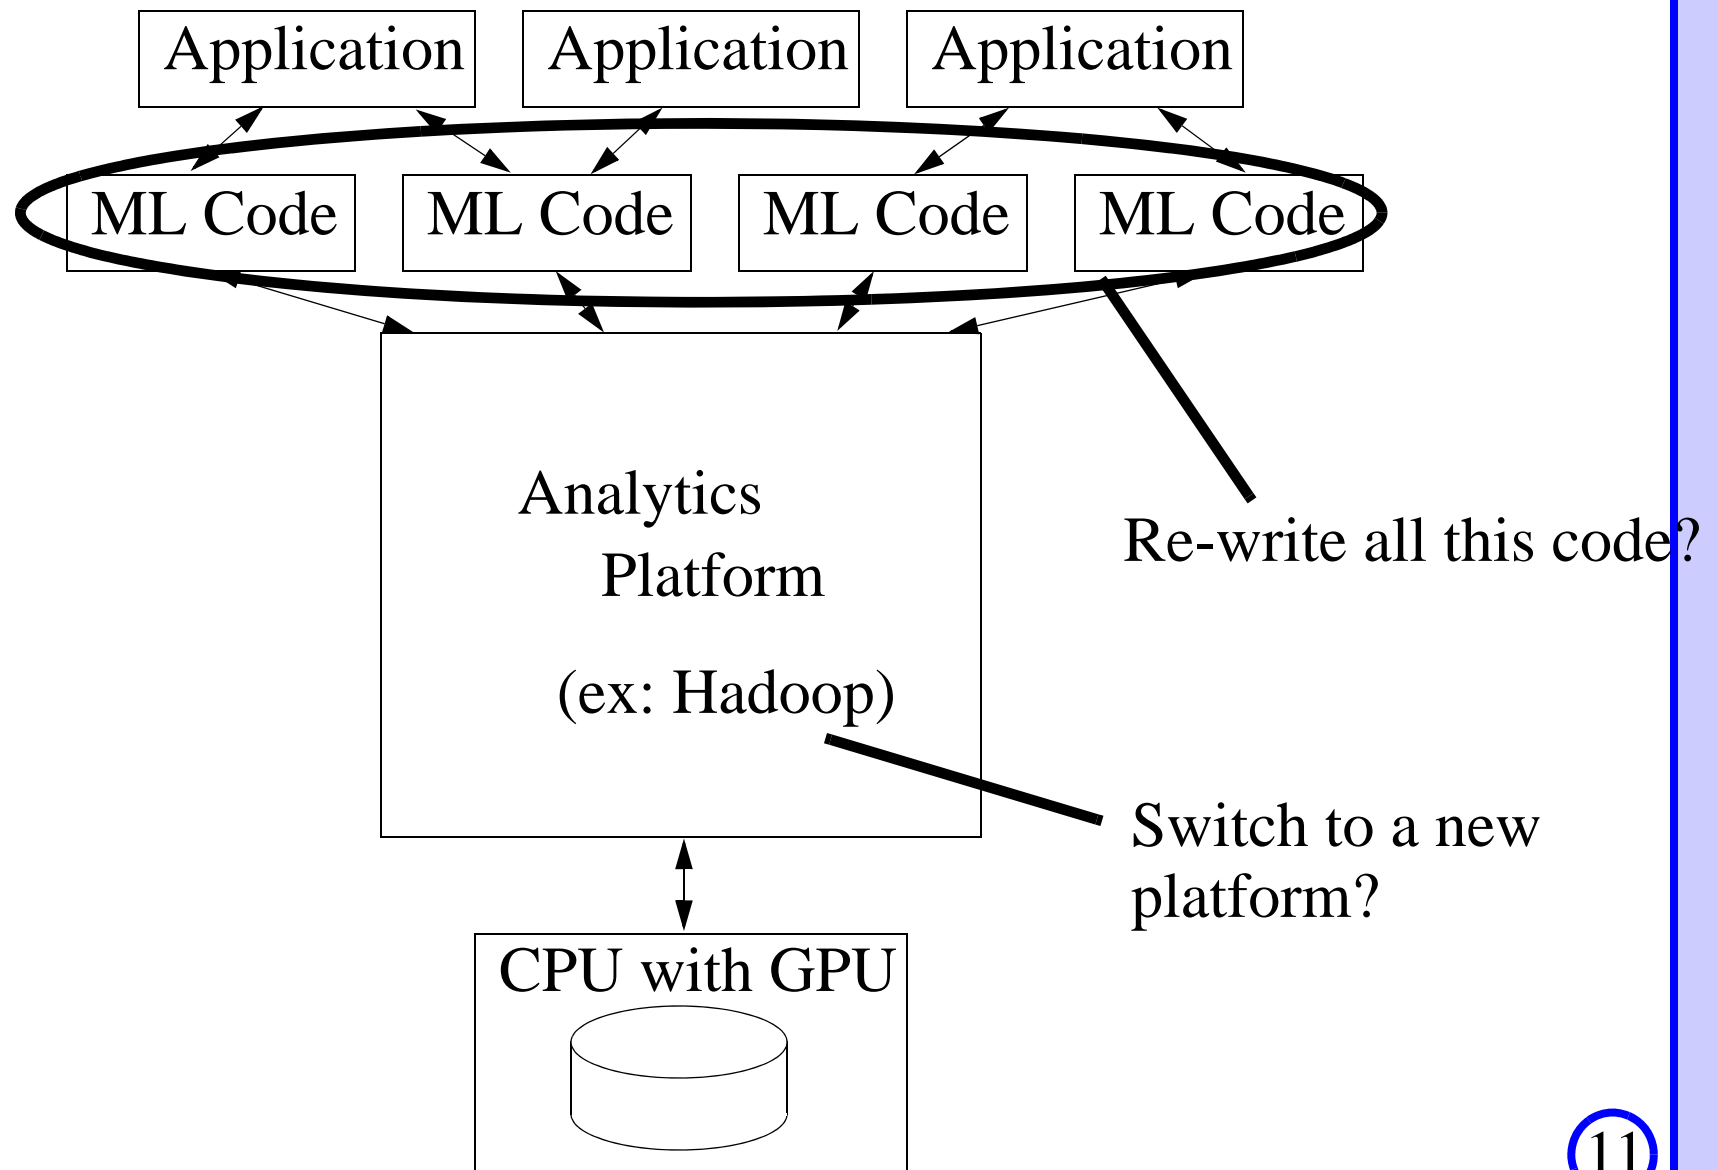 Application Application Application
ML Code ML Code ML Code ML Code
Analytics
Platform
(ex: Hadoop)
Re-write all this code?
Switch to a new
platform?
CPU with GPU
11